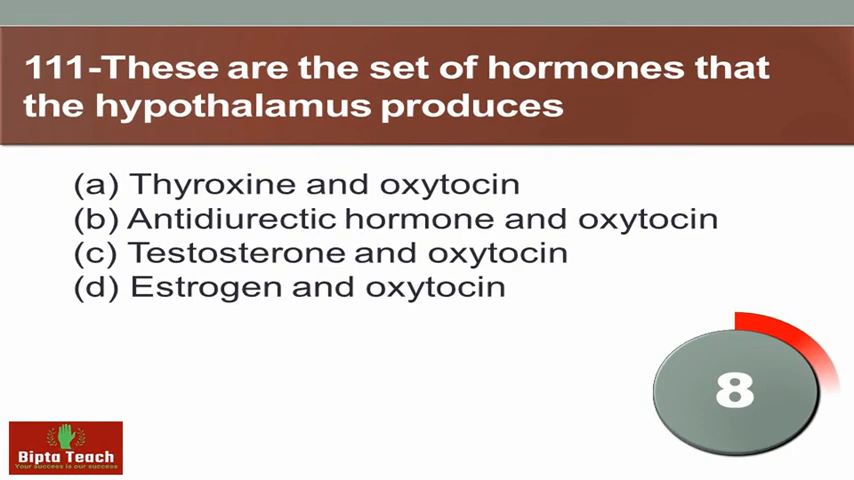 111-These are the set of hormones that
the hypothalamus produces
(a) Thyroxine and oxytocin
(b) Antidiurectic hormone and oxytocin
(c) Testosterone and oxytocin
(d) Estrogen and oxytocin
8
Bipta Teach
Your success is our success